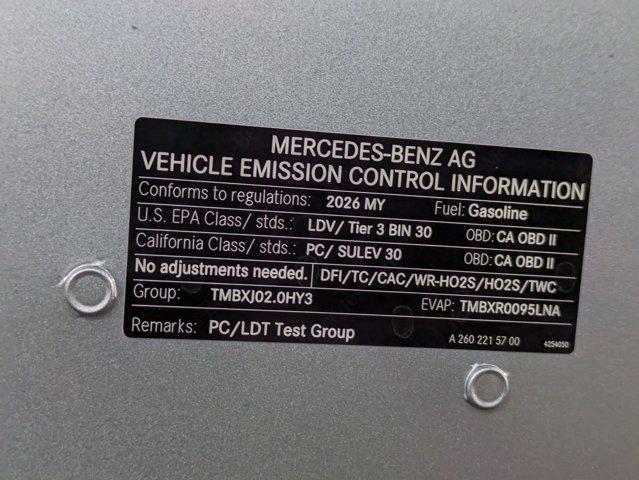 MERCEDES-BENZ AG
VEHICLE EMISSION CONTROL INFORMATION
Conforms to regulations: 2026 MY Fuel: Gasoline
U.S. EPA Class/ stds.: LDV/ Tier 3 BIN 30 OBD: CA OBD II
California Class/ stds.: PC/ SULEV 30 OBD: CA OBD II
No adjustments needed. DFI/TC/CAC/WR-HO2S/HO2S/TWC
Group: TMBXJ02.0HY3 EVAP: TMBXR0095LNA
Remarks: PC/LDT Test Group A 260 221 57 00 4254050